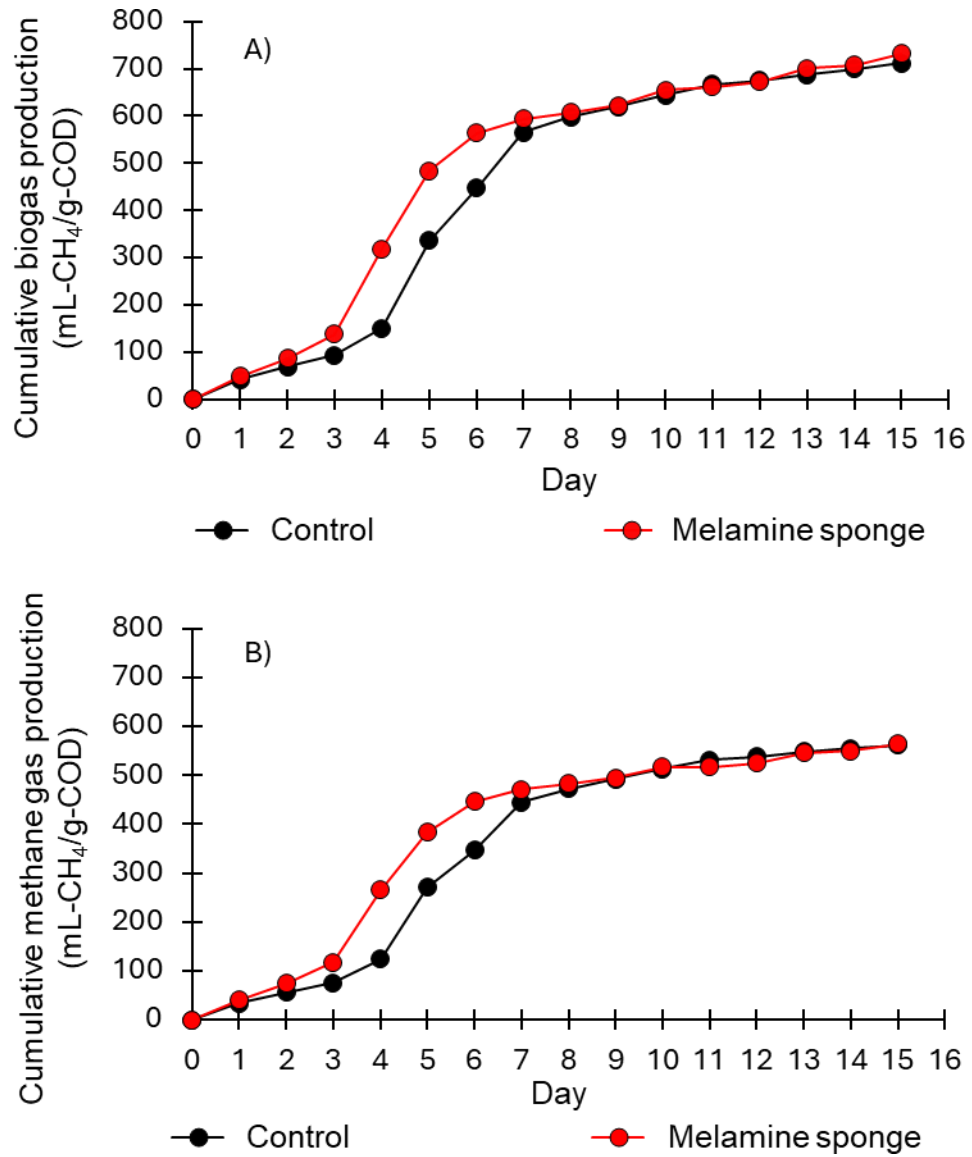 A)
Cumulative biogas production
(mL-CH₄/g-COD)
800
700
600
500
400
300
200
100
0
0 1 2 3 4 5 6 7 8 9 10 11 12 13 14 15 16
Day
Control Melamine sponge
B)
Cumulative methane gas production
(mL-CH₄/g-COD)
800
700
600
500
400
300
200
100
0
0 1 2 3 4 5 6 7 8 9 10 11 12 13 14 15 16
Day
Control Melamine sponge